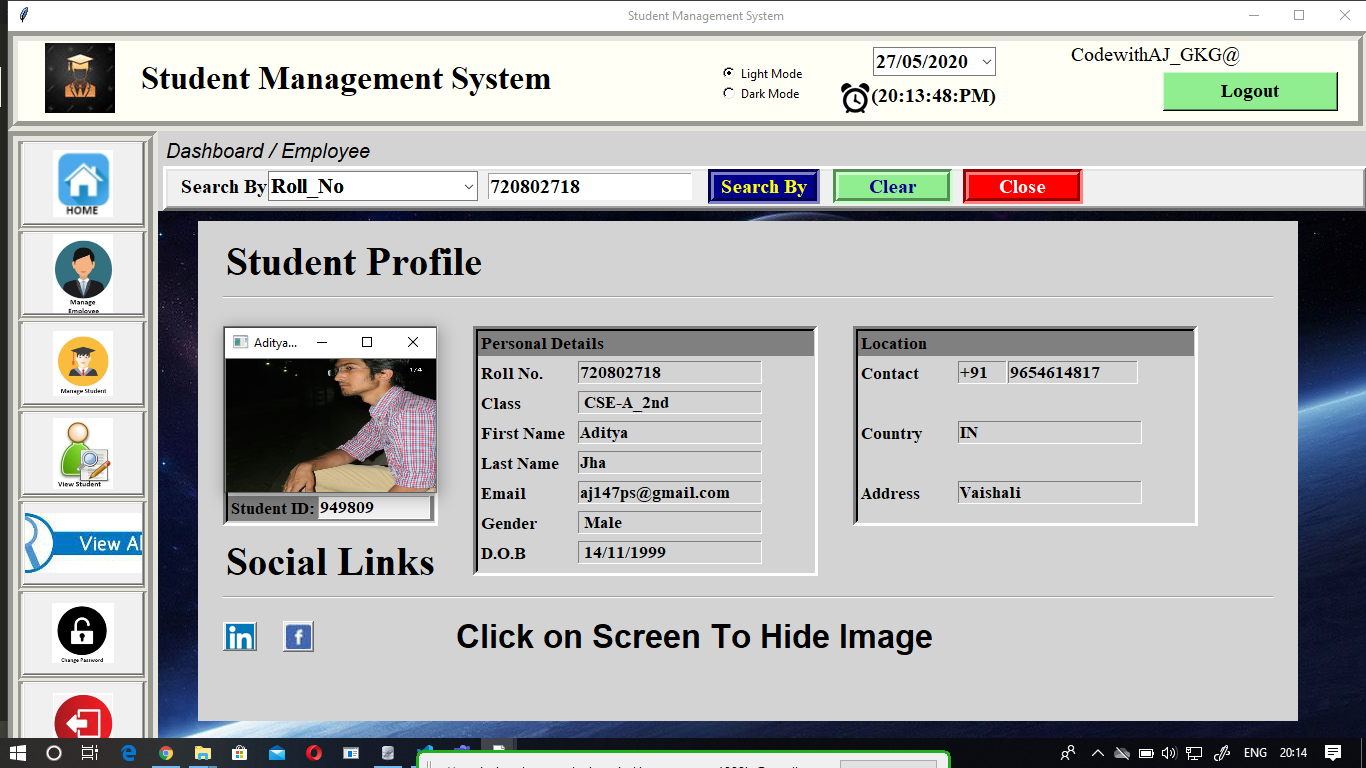 Student Management System
Student Management System
Light Mode
Dark Mode
27/05/2020
(20:13:48:PM)
CodewithAJ_GKG@
Logout
HOME
Manage
Employee
Manage Student
View Student
View Al
Change Password
Dashboard / Employee
Search By Roll_No 720802718 Search By Clear Close
Student Profile
Aditya...
1/4
Student ID: 949809
Personal Details
Roll No. 720802718
Class CSE-A_2nd
First Name Aditya
Last Name Jha
Email aj147ps@gmail.com
Gender Male
D.O.B 14/11/1999
Location
Contact +91 9654614817
Country IN
Address Vaishali
Social Links
in f
Click on Screen To Hide Image
ENG 20:14